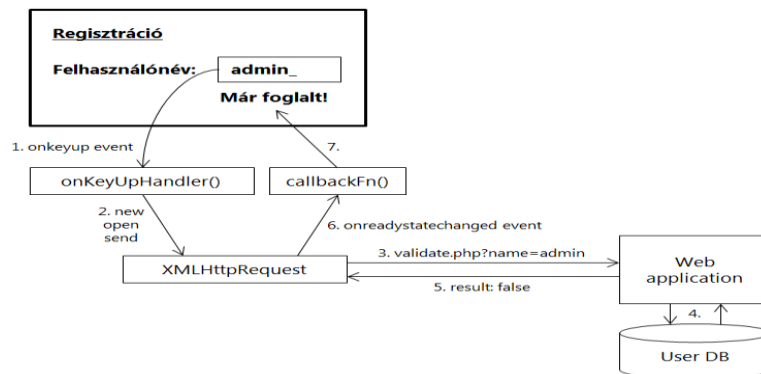 Regisztráció
Felhasználónév:
admin_
Már foglalt!
1. onkeyup event
7.
onKeyUpHandler()
callbackFn()
2. new
open
send
6. onreadystatechanged event
XMLHttpRequest
3. validate.php?name=admin
5. result: false
Web
application
4.
User DB